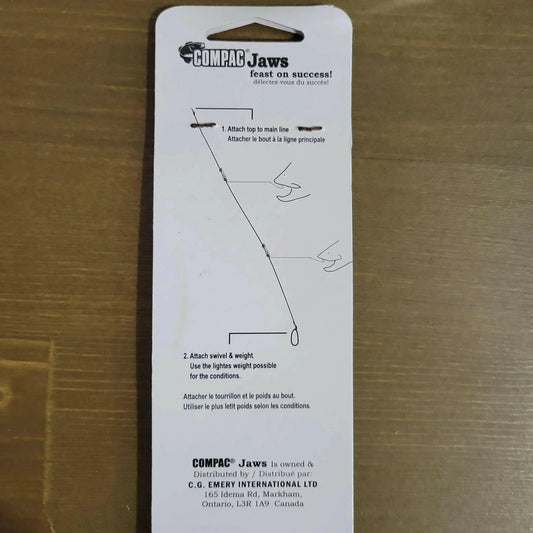 COMPAC® Jaws
feast on success!
délectez-vous du succès!
1. Attach top to main line
Attacher le bout à la ligne principale
2. Attach swivel & weight.
Use the lightes weight possible
for the conditions.
Attacher le tourrillon et le poids au bout.
Utiliser le plus letit poids selon les conditions.
COMPAC® Jaws Is owned &
Distributed by / Distribué par:
C.G. EMERY INTERNATIONAL LTD
165 Idema Rd, Markham,
Ontario, L3R 1A9 Canada